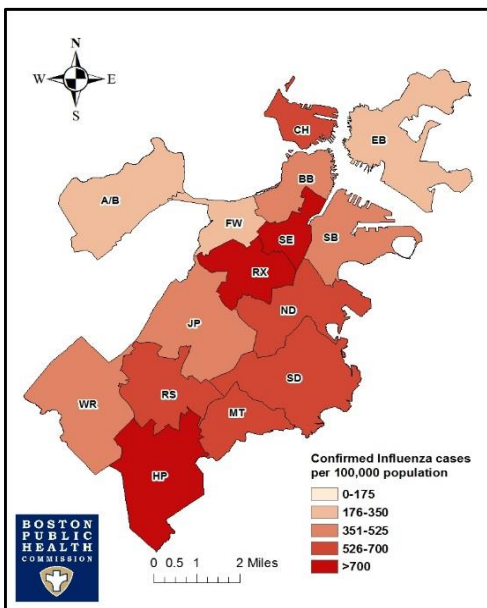 N
W E
S
CH
EB
BB
A/B
FW
SE
SB
RX
ND
JP
SD
RS
WR
MT
HP
Confirmed Influenza cases
per 100,000 population
0-175
176-350
351-525
526-700
>700
BOSTON
PUBLIC
HEALTH
COMMISSION
0 0.5 1 2 Miles